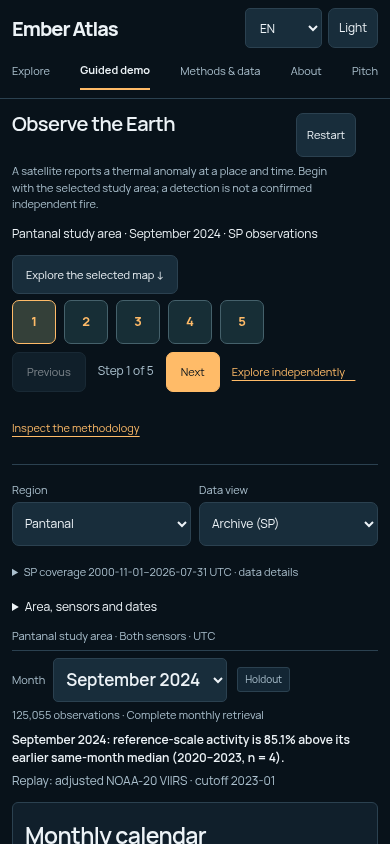 Ember Atlas
EN
Light
Explore
Guided demo
Methods & data
About
Pitch
Observe the Earth
Restart
A satellite reports a thermal anomaly at a place and time. Begin
with the selected study area; a detection is not a confirmed
independent fire.
Pantanal study area · September 2024 · SP observations
Explore the selected map ↓
1
2
3
4
5
Previous
Step 1 of 5
Next
Explore independently
Inspect the methodology
Region
Data view
Pantanal
Archive (SP)
SP coverage 2000-11-01–2026-07-31 UTC · data details
Area, sensors and dates
Pantanal study area · Both sensors · UTC
Month
September 2024
Holdout
125,055 observations · Complete monthly retrieval
September 2024: reference-scale activity is 85.1% above its
earlier same-month median (2020–2023, n = 4).
Replay: adjusted NOAA-20 VIIRS · cutoff 2023-01
Monthly calendar